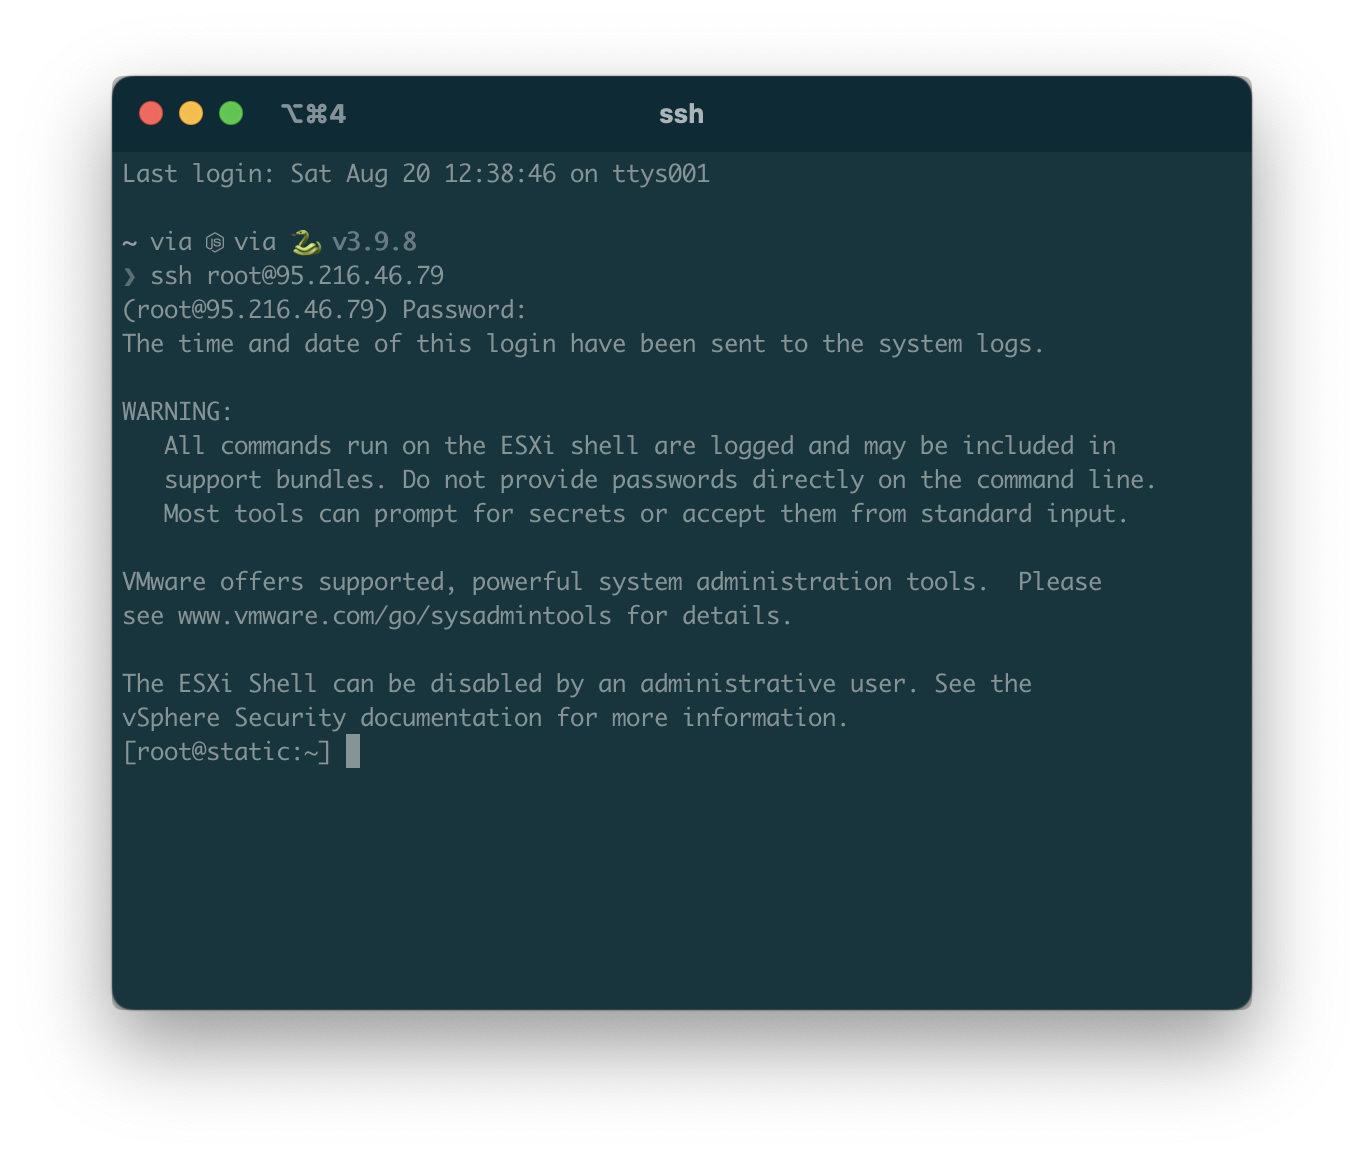 ⌥⌘4 ssh
Last login: Sat Aug 20 12:38:46 on ttys001
~ via JS via 🐍 v3.9.8
❯ ssh root@95.216.46.79
(root@95.216.46.79) Password:
The time and date of this login have been sent to the system logs.
WARNING:
All commands run on the ESXi shell are logged and may be included in
support bundles. Do not provide passwords directly on the command line.
Most tools can prompt for secrets or accept them from standard input.
VMware offers supported, powerful system administration tools.  Please
see www.vmware.com/go/sysadmintools for details.
The ESXi Shell can be disabled by an administrative user. See the
vSphere Security documentation for more information.
[root@static:~]